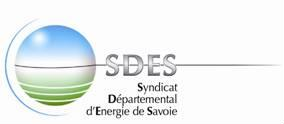 SDES
Syndicat
Départemental
d'Energie de Savoie